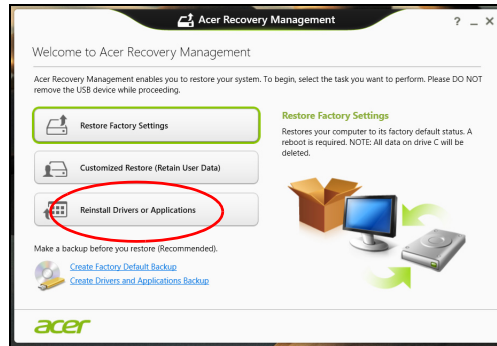 Acer Recovery Management
? _ X
Welcome to Acer Recovery Management
Acer Recovery Management enables you to restore your system. To begin, select the task you want to perform. Please DO NOT
remove the USB device while proceeding.
Restore Factory Settings
Customized Restore (Retain User Data)
Reinstall Drivers or Applications
Restore Factory Settings
Restores your computer to its factory default status. A
reboot is required. NOTE: All data on drive C will be
deleted.
Make a backup before you restore (Recommended).
Create Factory Default Backup
Create Drivers and Applications Backup
acer